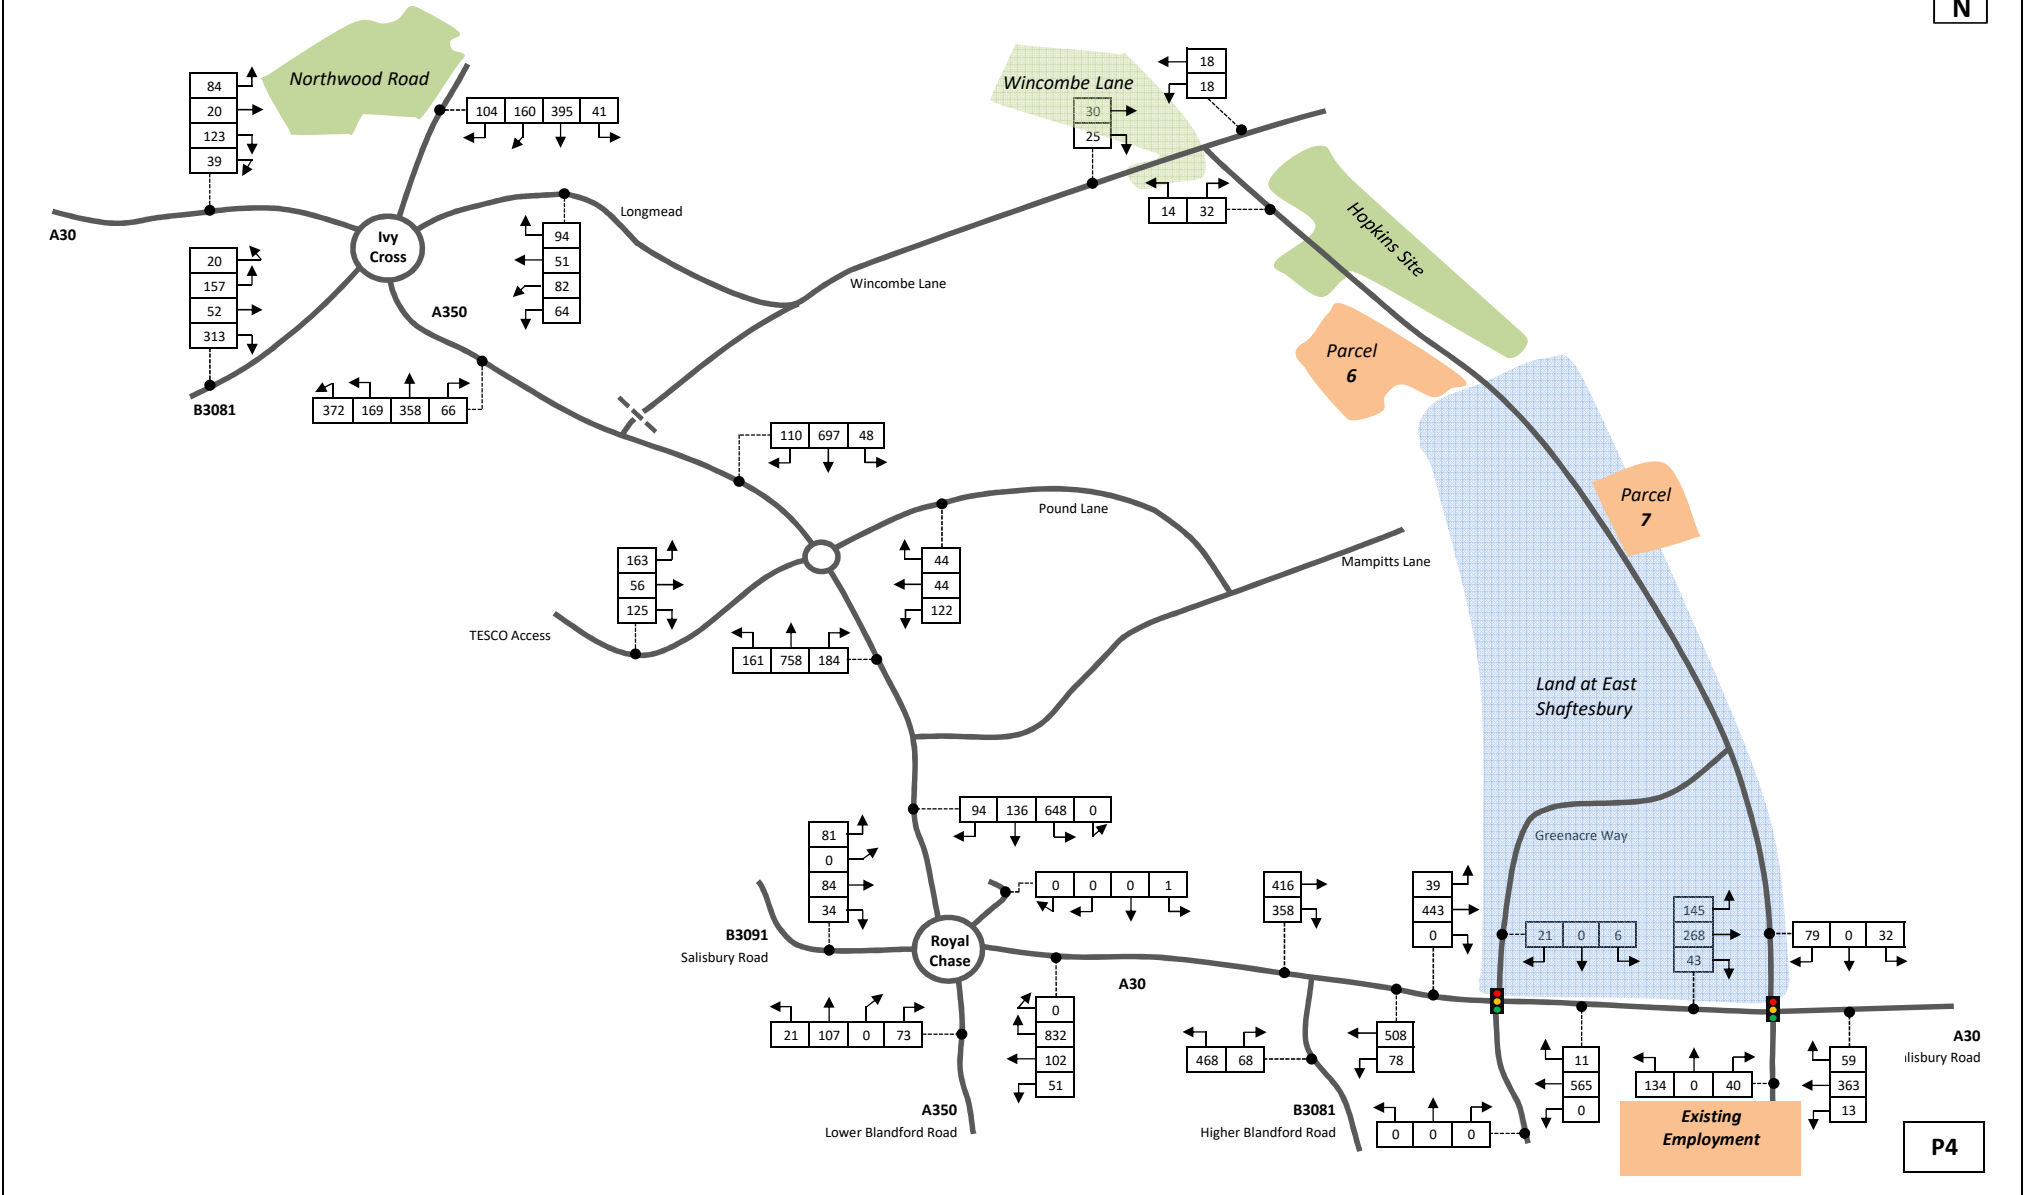 N
Northwood Road
84
20
123
39
104 160 395 41
Wincombe Lane
18
18
30
25
14 32
Hopkins Site
A30
Ivy
Cross
Longmead
94
51
82
64
20
157
52
313
B3081
A350
Wincombe Lane
372 169 358 66
Parcel
6
110 697 48
Pound Lane
Parcel
7
163
56
125
44
44
122
Mampitts Lane
TESCO Access
161 758 184
Land at East
Shaftesbury
94 136 648 0
Greenacre Way
81
0
84
34
0 0 0 1
416
358
39
443
0
21 0 6
145
268
43
79 0 32
B3091
Salisbury Road
Royal
Chase
A30
21 107 0 73
0
832
102
51
468 68
508
78
11
565
0
134 0 40
59
363
13
A30
lisbury Road
A350
Lower Blandford Road
B3081
Higher Blandford Road
0 0 0
Existing
Employment
P4